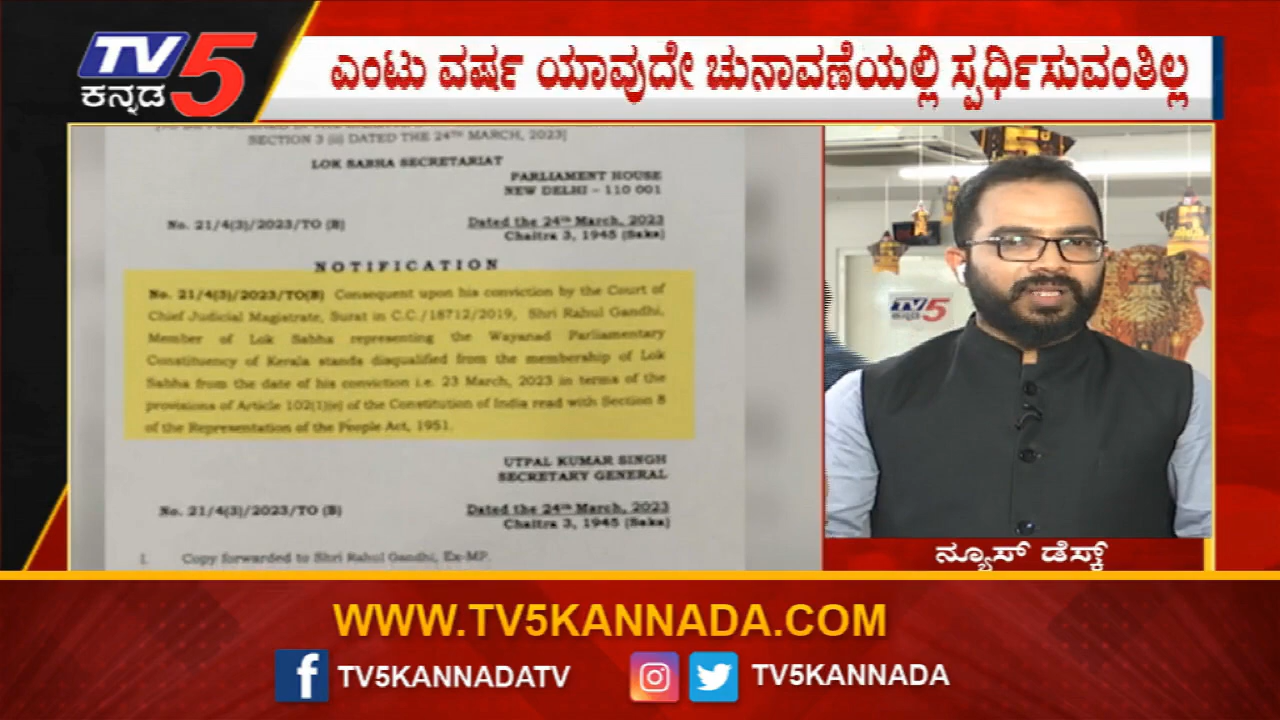 TV5
ಕನ್ನಡ
ಎಂಟು ವರ್ಷ ಯಾವುದೇ ಚುನಾವಣೆಯಲ್ಲಿ ಸ್ಪರ್ಧಿಸುವಂತಿಲ್ಲ
SECTION 3 (ii) DATED THE 24TH MARCH, 2023]
LOK SABHA SECRETARIAT
PARLIAMENT HOUSE
NEW DELHI – 110 001
No. 21/4(3)/2023/TO (B)
Dated the 24th March, 2023
Chaitra 3, 1945 (Saka)
NOTIFICATION
No. 21/4(3)/2023/TO(B) Consequent upon his conviction by the Court of
Chief Judicial Magistrate, Surat in C.C./18712/2019, Shri Rahul Gandhi,
Member of Lok Sabha representing the Wayanad Parliamentary
Constituency of Kerala stands disqualified from the membership of Lok
Sabha from the date of his conviction i.e. 23 March, 2023 in terms of the
provisions of Article 102(1)(e) of the Constitution of India read with Section 8
of the Representation of the People Act, 1951.
UTPAL KUMAR SINGH
SECRETARY GENERAL
No. 21/4(3)/2023/TO (B)
Dated the 24th March, 2023
Chaitra 3, 1945 (Saka)
1. Copy forwarded to Shri Rahul Gandhi, Ex-MP.
TV5
ಕನ್ನಡ
ನ್ಯೂಸ್ ಡೆಸ್ಕ್
WWW.TV5KANNADA.COM
TV5KANNADATV
TV5KANNADA